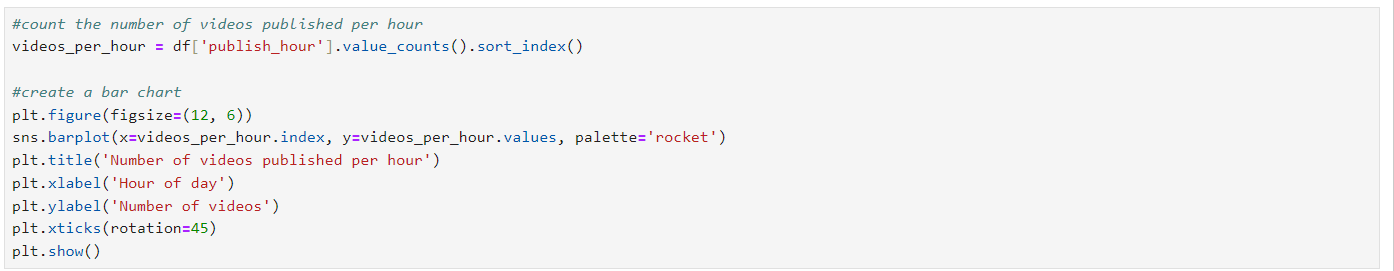 #count the number of videos published per hour
videos_per_hour = df['publish_hour'].value_counts().sort_index()
#create a bar chart
plt.figure(figsize=(12, 6))
sns.barplot(x=videos_per_hour.index, y=videos_per_hour.values, palette='rocket')
plt.title('Number of videos published per hour')
plt.xlabel('Hour of day')
plt.ylabel('Number of videos')
plt.xticks(rotation=45)
plt.show()